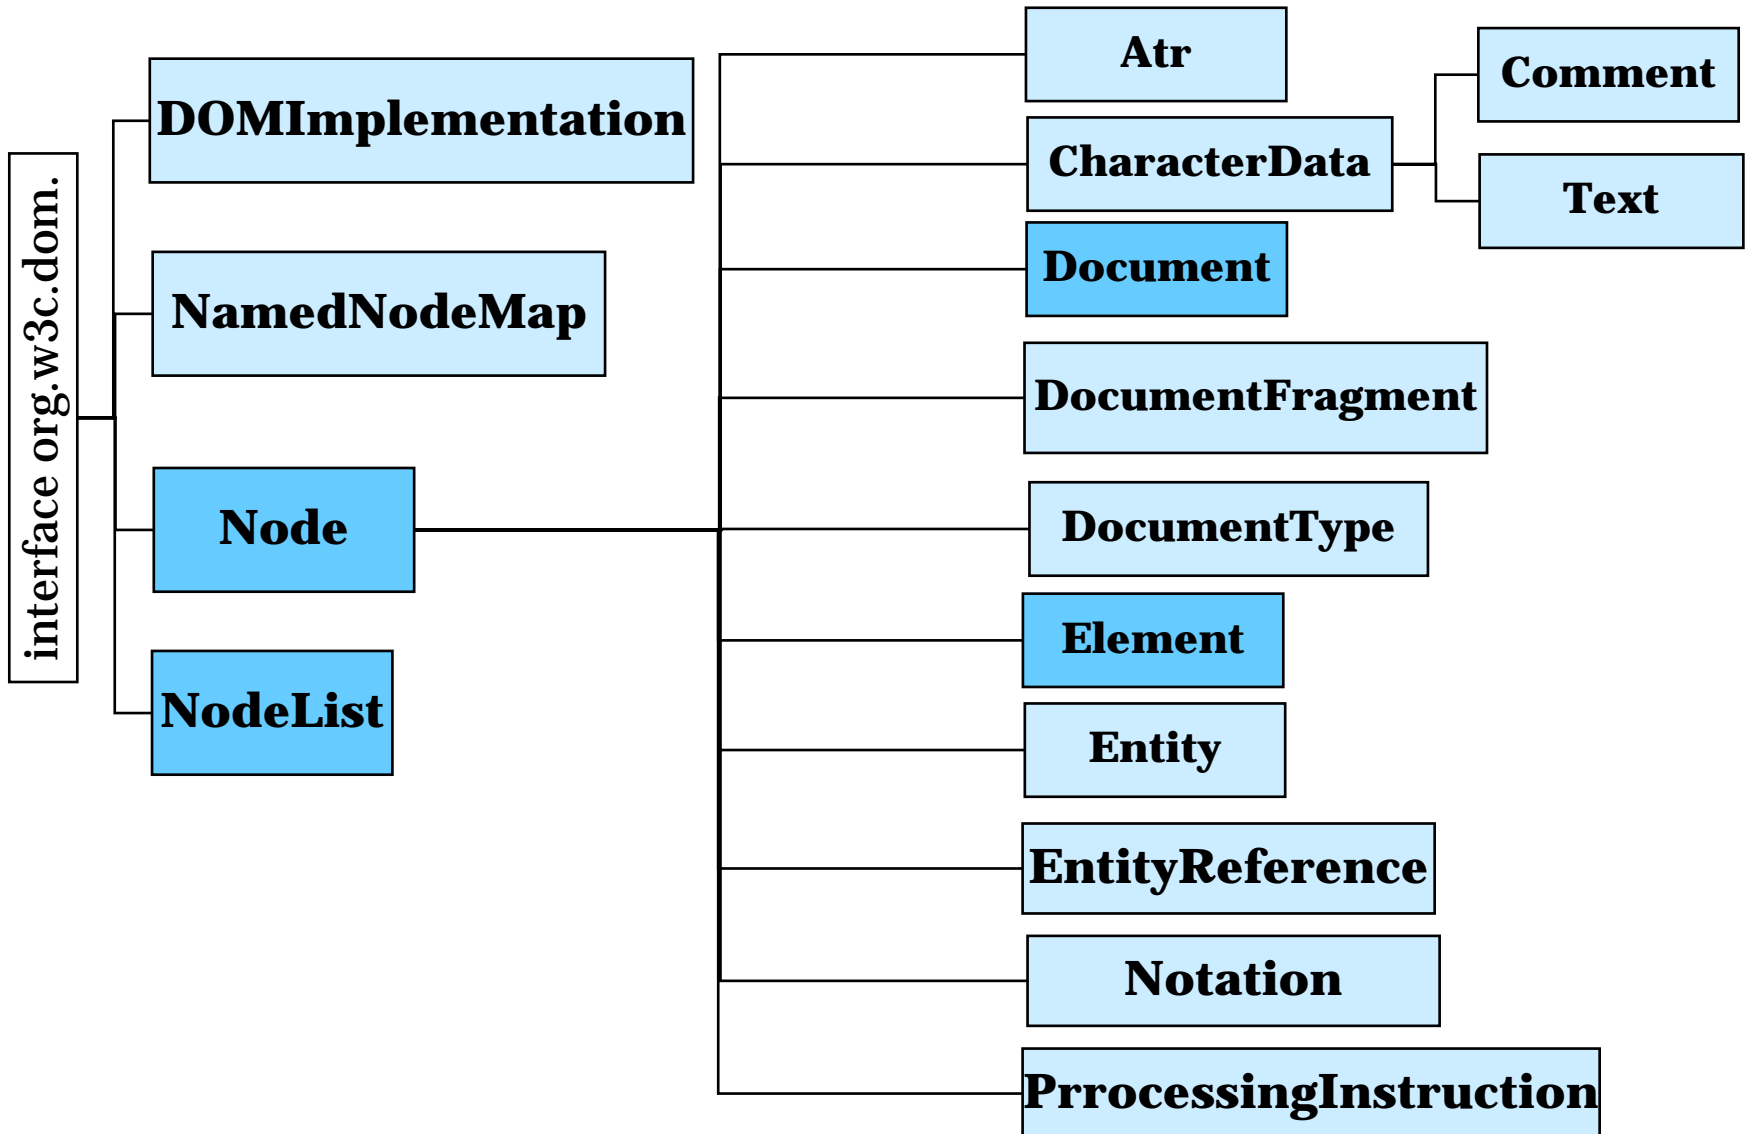 interface org.w3c.dom.
DOMImplementation
NamedNodeMap
Node
NodeList
Atr
CharacterData
Document
DocumentFragment
DocumentType
Element
Entity
EntityReference
Notation
PrrocessingInstruction
Comment
Text